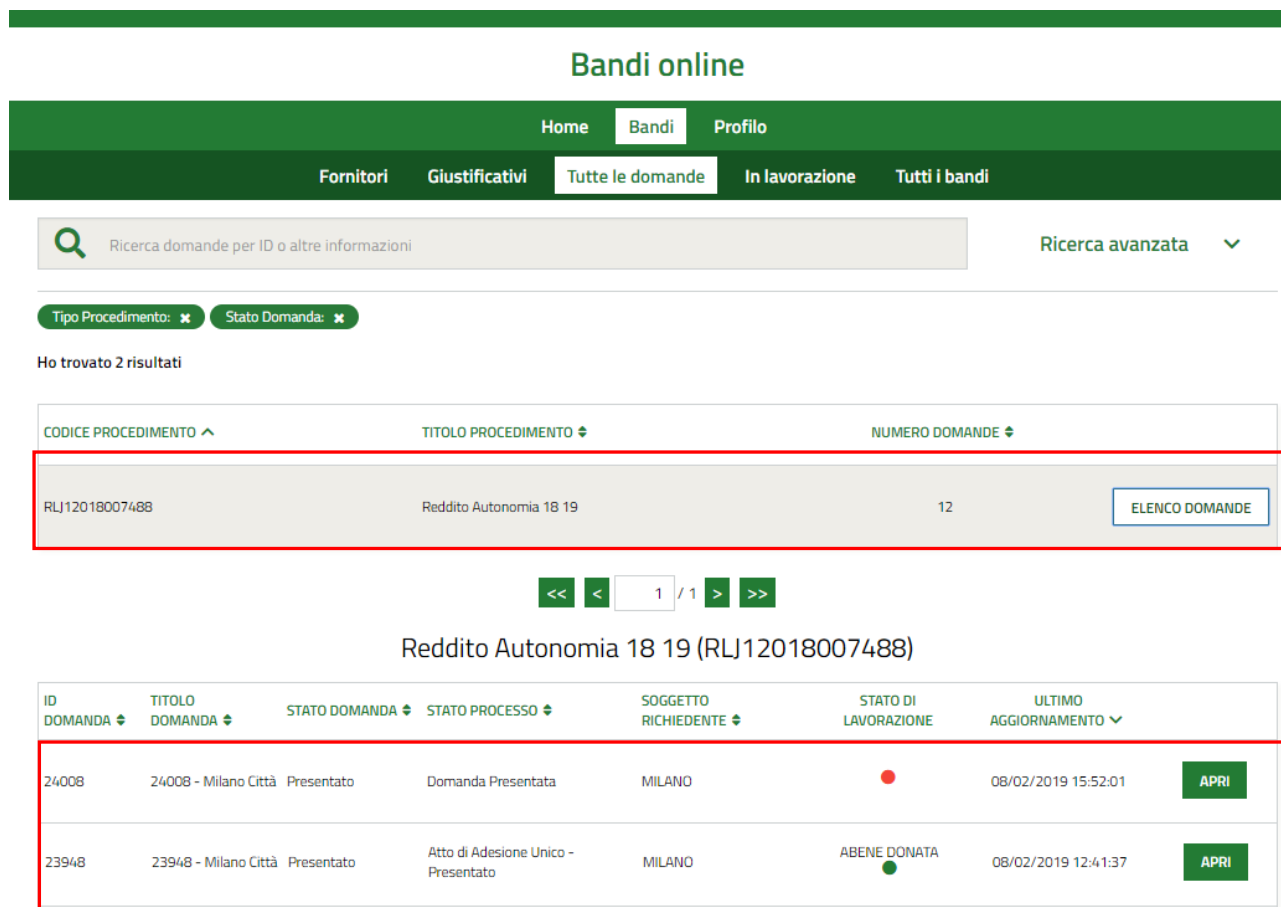 Bandi online
Home Bandi Profilo
Fornitori Giustificativi Tutte le domande In lavorazione Tutti i bandi
Ricerca domande per ID o altre informazioni Ricerca avanzata
Tipo Procedimento: × Stato Domanda: ×
Ho trovato 2 risultati
CODICE PROCEDIMENTO TITOLO PROCEDIMENTO NUMERO DOMANDE
RLJ12018007488 Reddito Autonomia 18 19 12 ELENCO DOMANDE
<< < 1 / 1 > >>
Reddito Autonomia 18 19 (RLJ12018007488)
ID DOMANDA TITOLO DOMANDA STATO DOMANDA STATO PROCESSO SOGGETTO RICHIEDENTE STATO DI LAVORAZIONE ULTIMO AGGIORNAMENTO
24008 24008 - Milano Città Presentato Domanda Presentata MILANO 08/02/2019 15:52:01 APRI
23948 23948 - Milano Città Presentato Atto di Adesione Unico - Presentato MILANO ABENE DONATA 08/02/2019 12:41:37 APRI